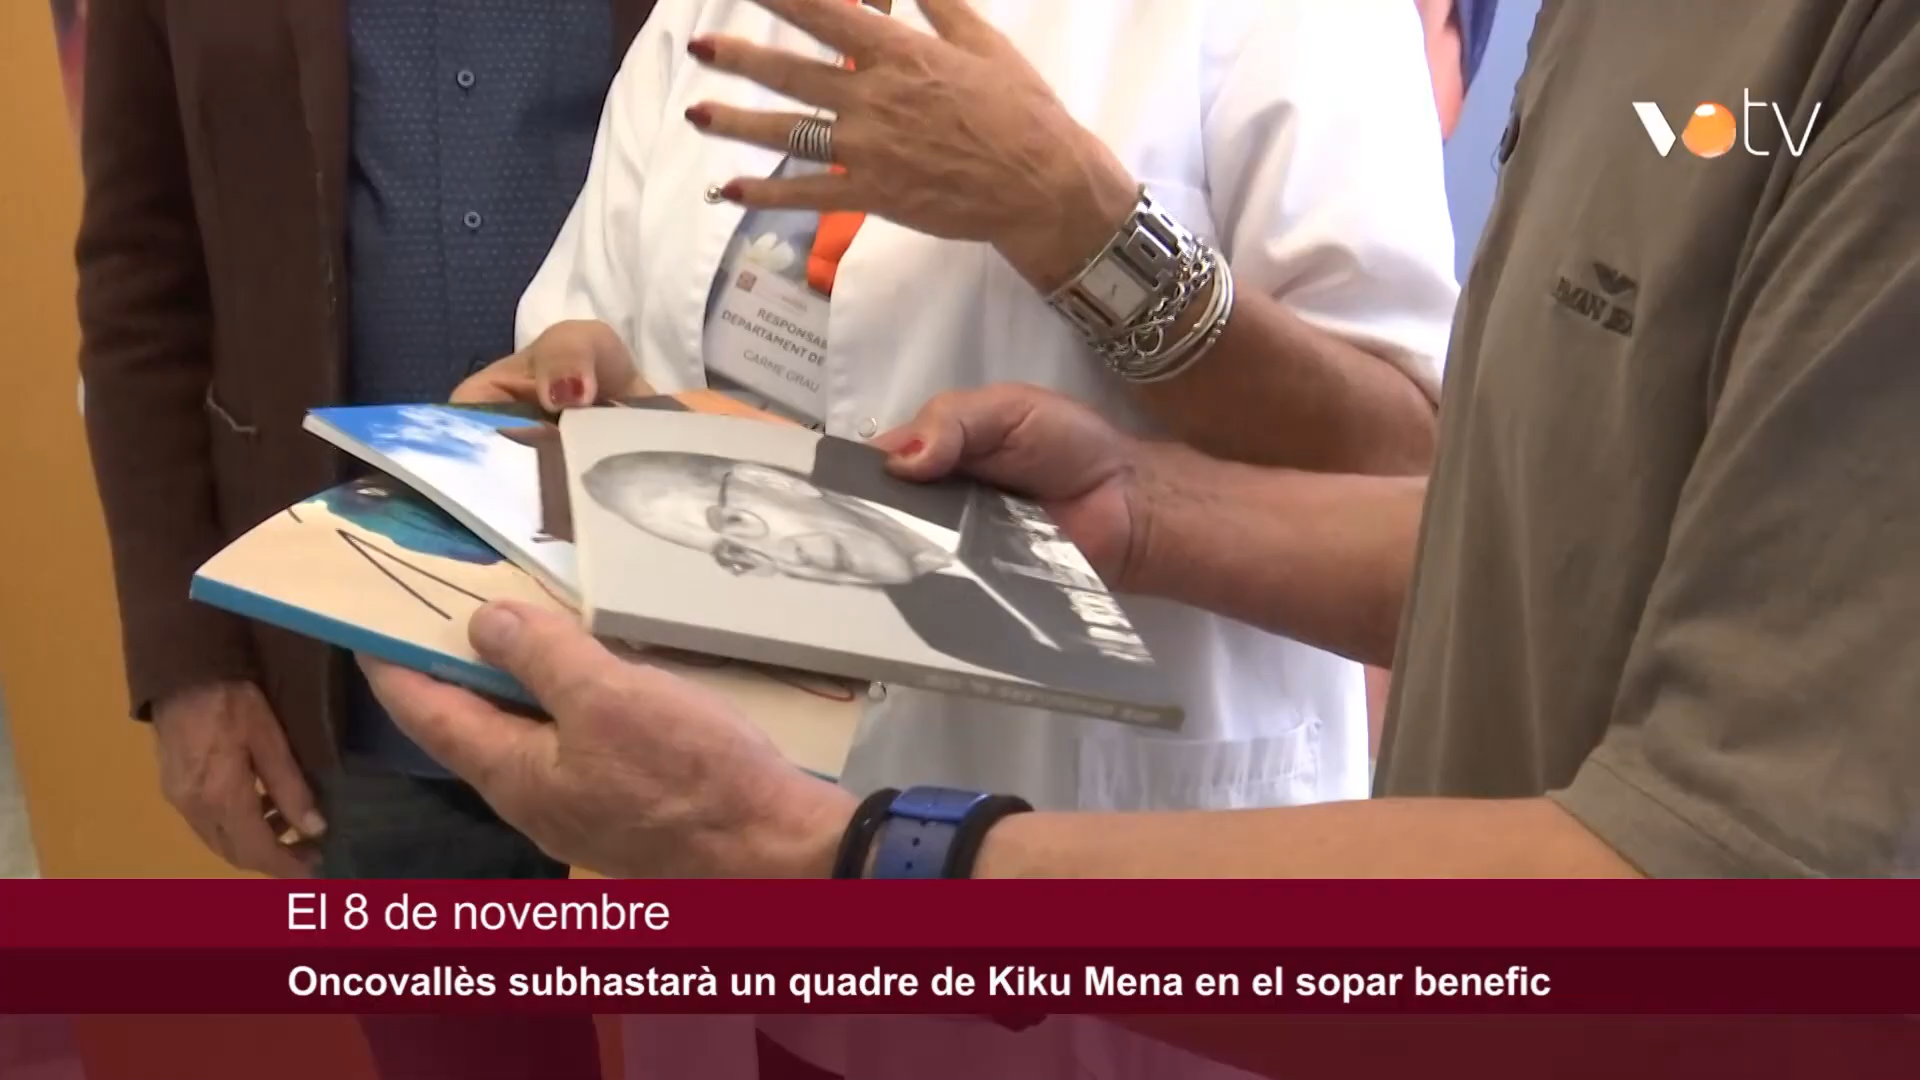 votv
RESPONSAB
DEPARTAMENT DE
CARME GRAU
El 8 de novembre
Oncovallès subhastarà un quadre de Kiku Mena en el sopar benefic